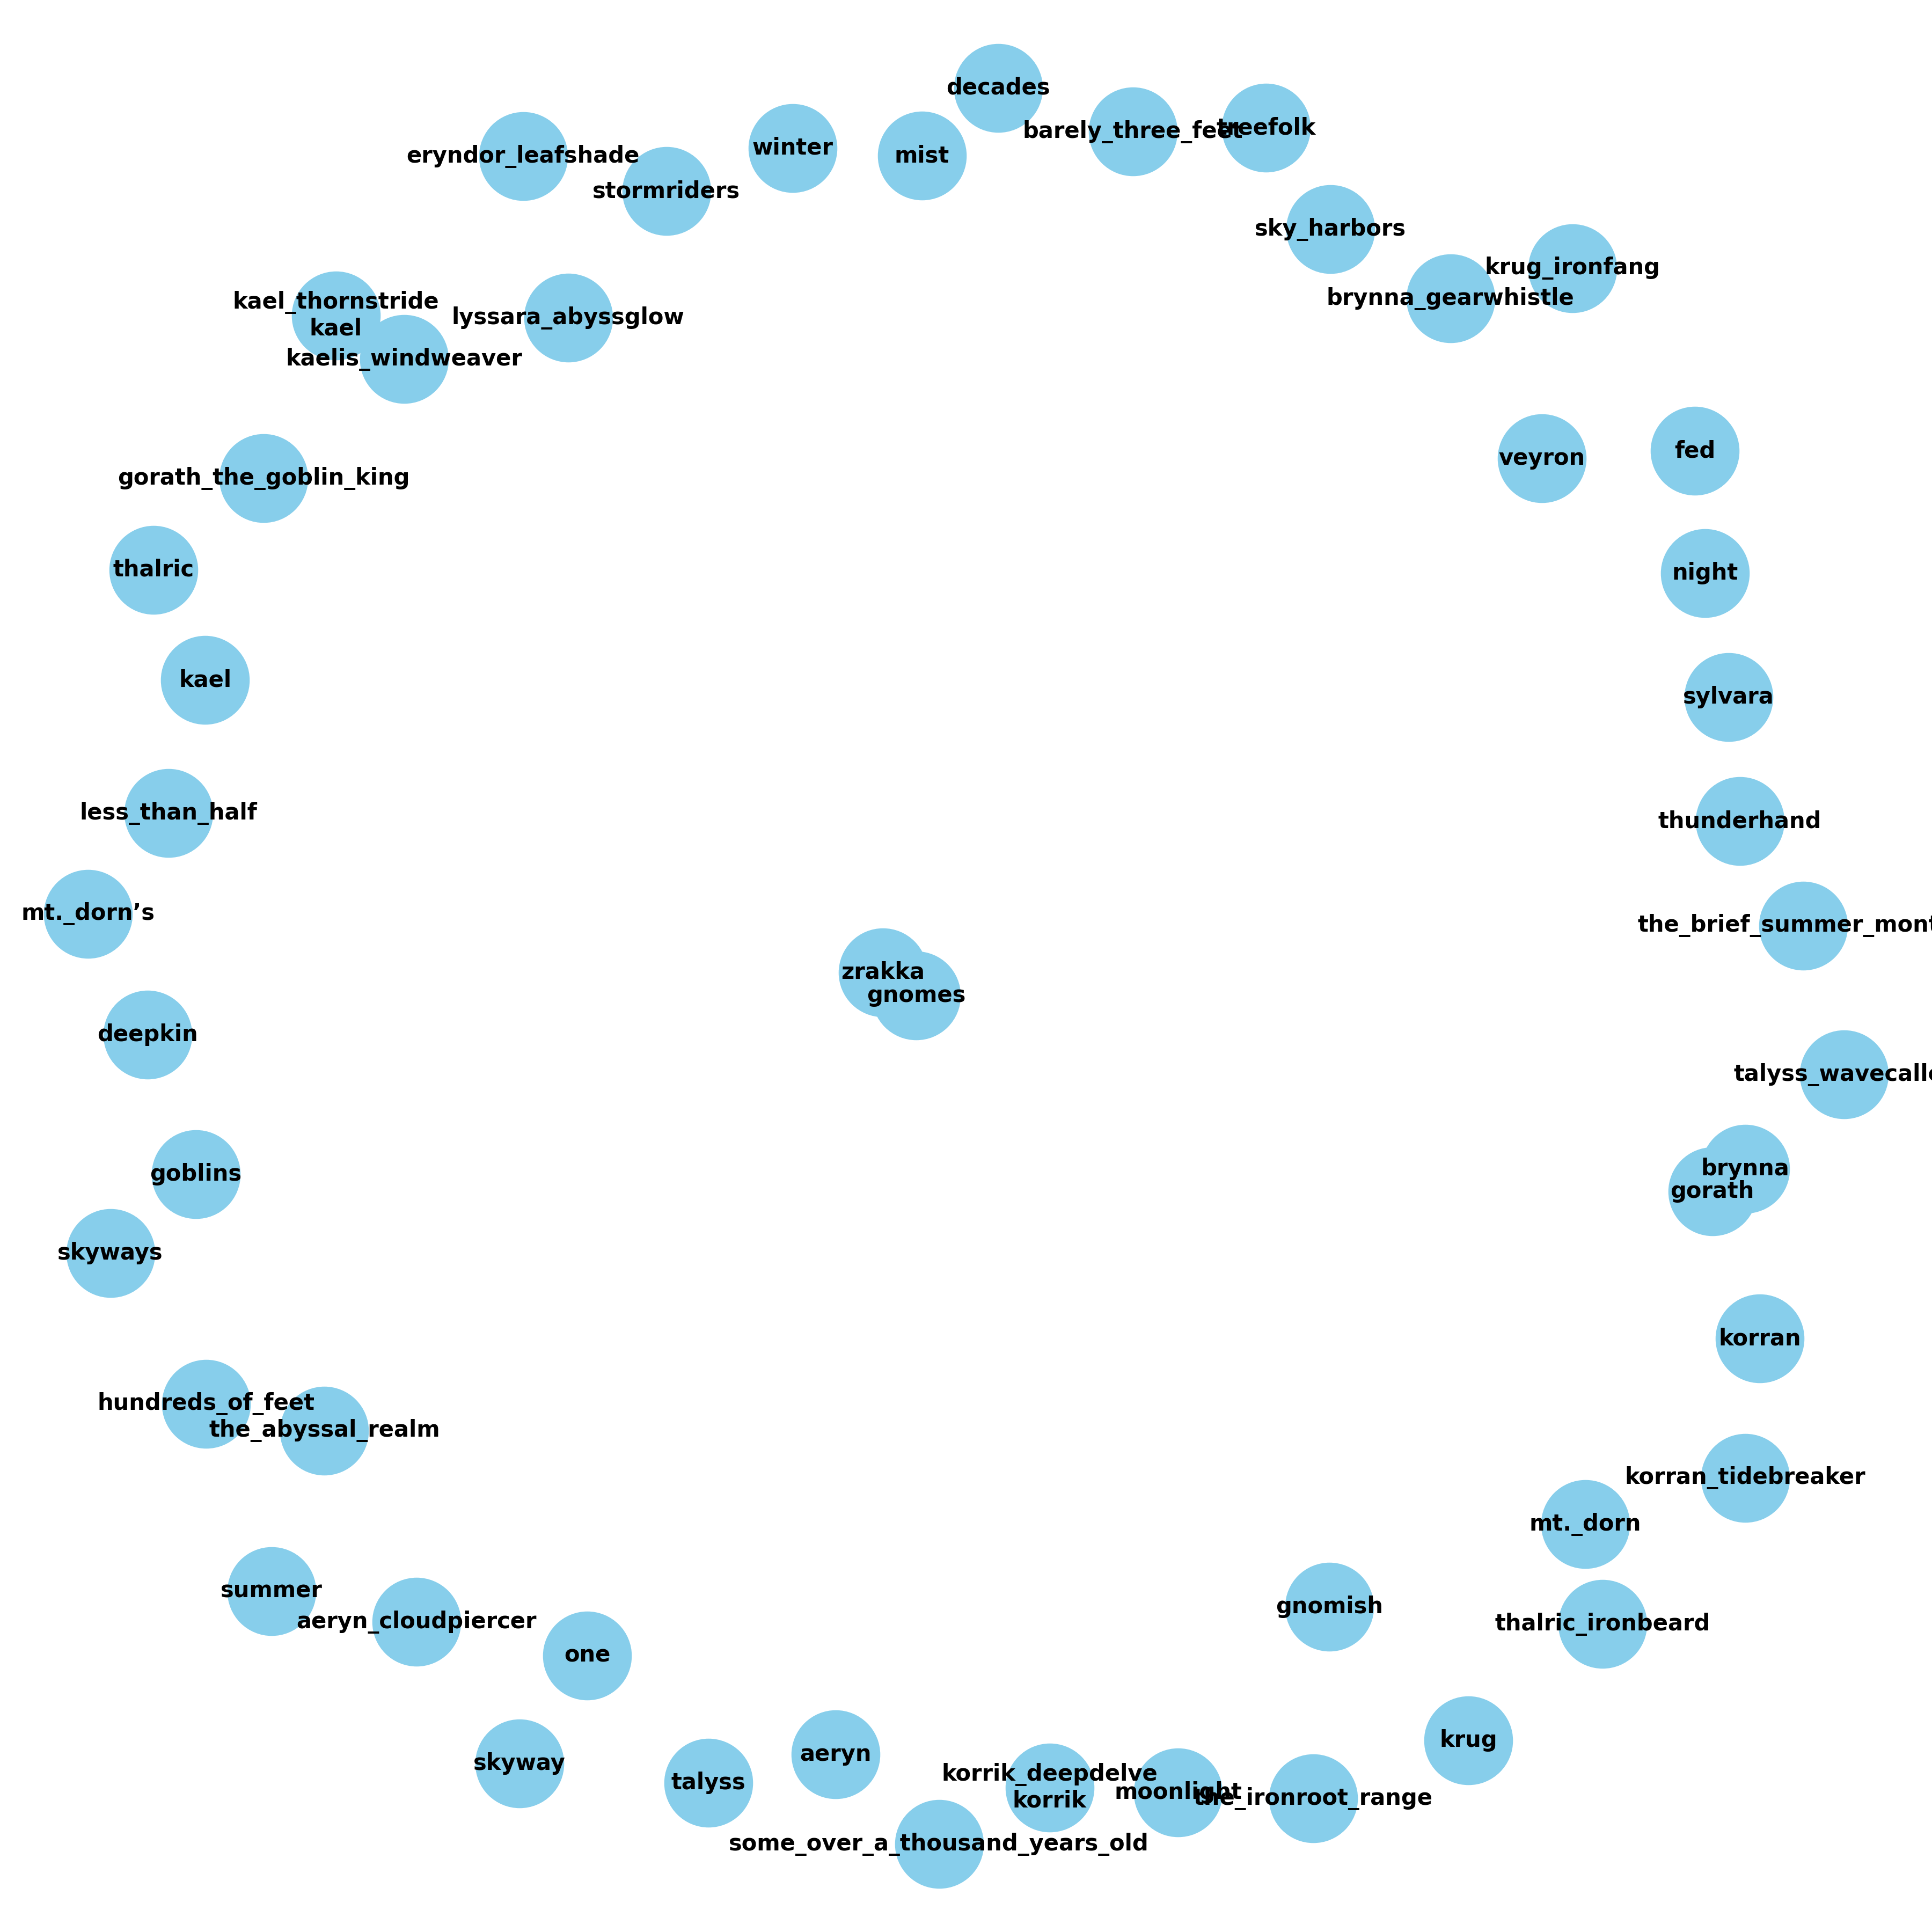 decades
barely_three_feet
treefolk
winter
mist
eryndor_leafshade
stormriders
sky_harbors
krug_ironfang
brynna_gearwhistle
kael_thornstride
kael
lyssara_abyssglow
kaelis_windweaver
fed
veyron
gorath_the_goblin_king
thalric
night
kael
sylvara
less_than_half
thunderhand
mt._dorn’s
the_brief_summer_mont
zrakka
gnomes
deepkin
talyss_wavecalle
brynna
goblins
gorath
skyways
korran
hundreds_of_feet
the_abyssal_realm
korran_tidebreaker
mt._dorn
summer
gnomish
aeryn_cloudpiercer
thalric_ironbeard
one
krug
aeryn
skyway
korrik_deepdelve
talyss
moonlight
the_ironroot_range
korrik
some_over_a_thousand_years_old